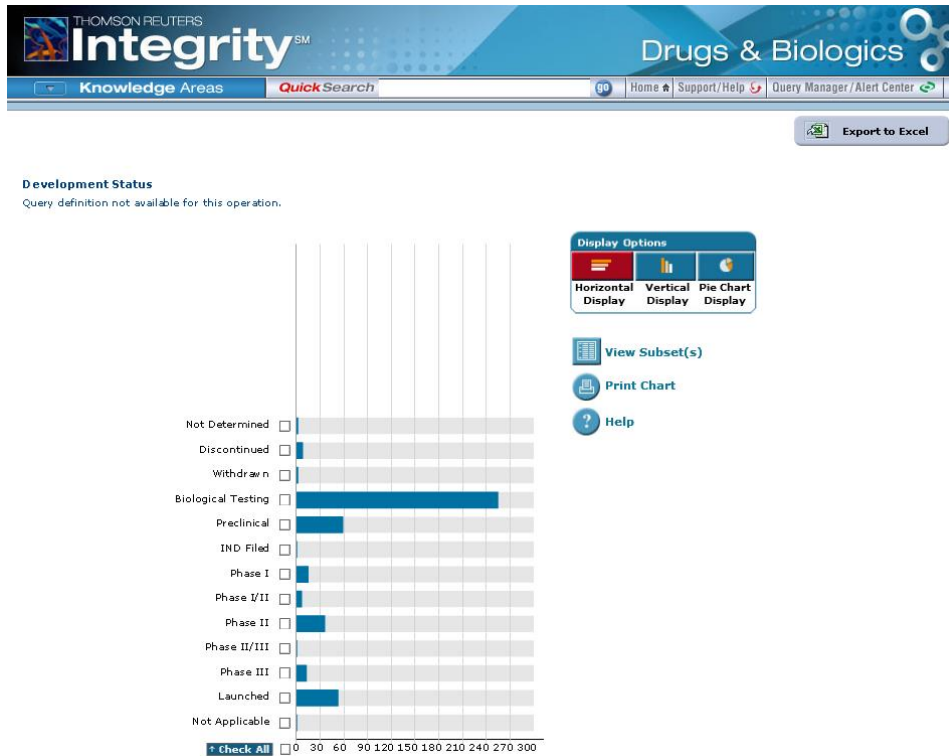 THOMSON REUTERS
Integrity SM
Drugs & Biologics
Knowledge Areas QuickSearch go Home Support/Help Query Manager/Alert Center
Export to Excel
Development Status
Query definition not available for this operation.
Display Options
Horizontal Display Vertical Display Pie Chart Display
View Subset(s)
Print Chart
? Help
Not Determined
Discontinued
Withdrawn
Biological Testing
Preclinical
IND Filed
Phase I
Phase I/II
Phase II
Phase II/III
Phase III
Launched
Not Applicable
↑ Check All 0 30 60 90 120 150 180 210 240 270 300